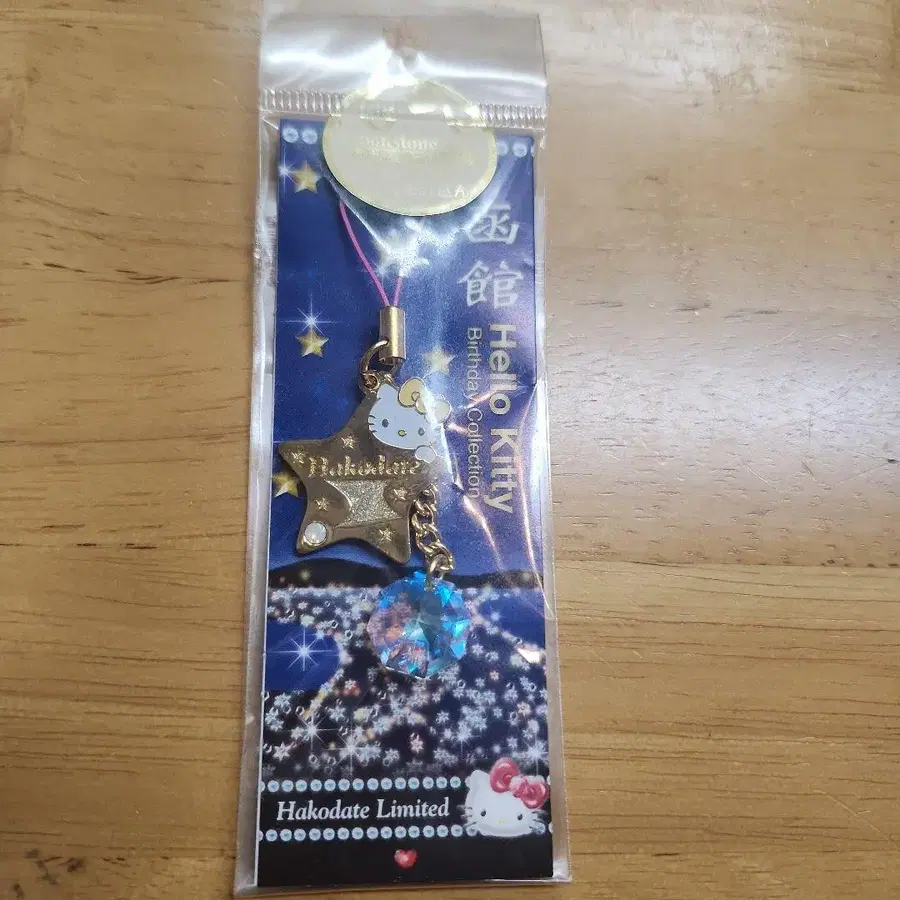 函館
Hello Kitty
Birthday Collection
Hakodate
Hakodate Limited